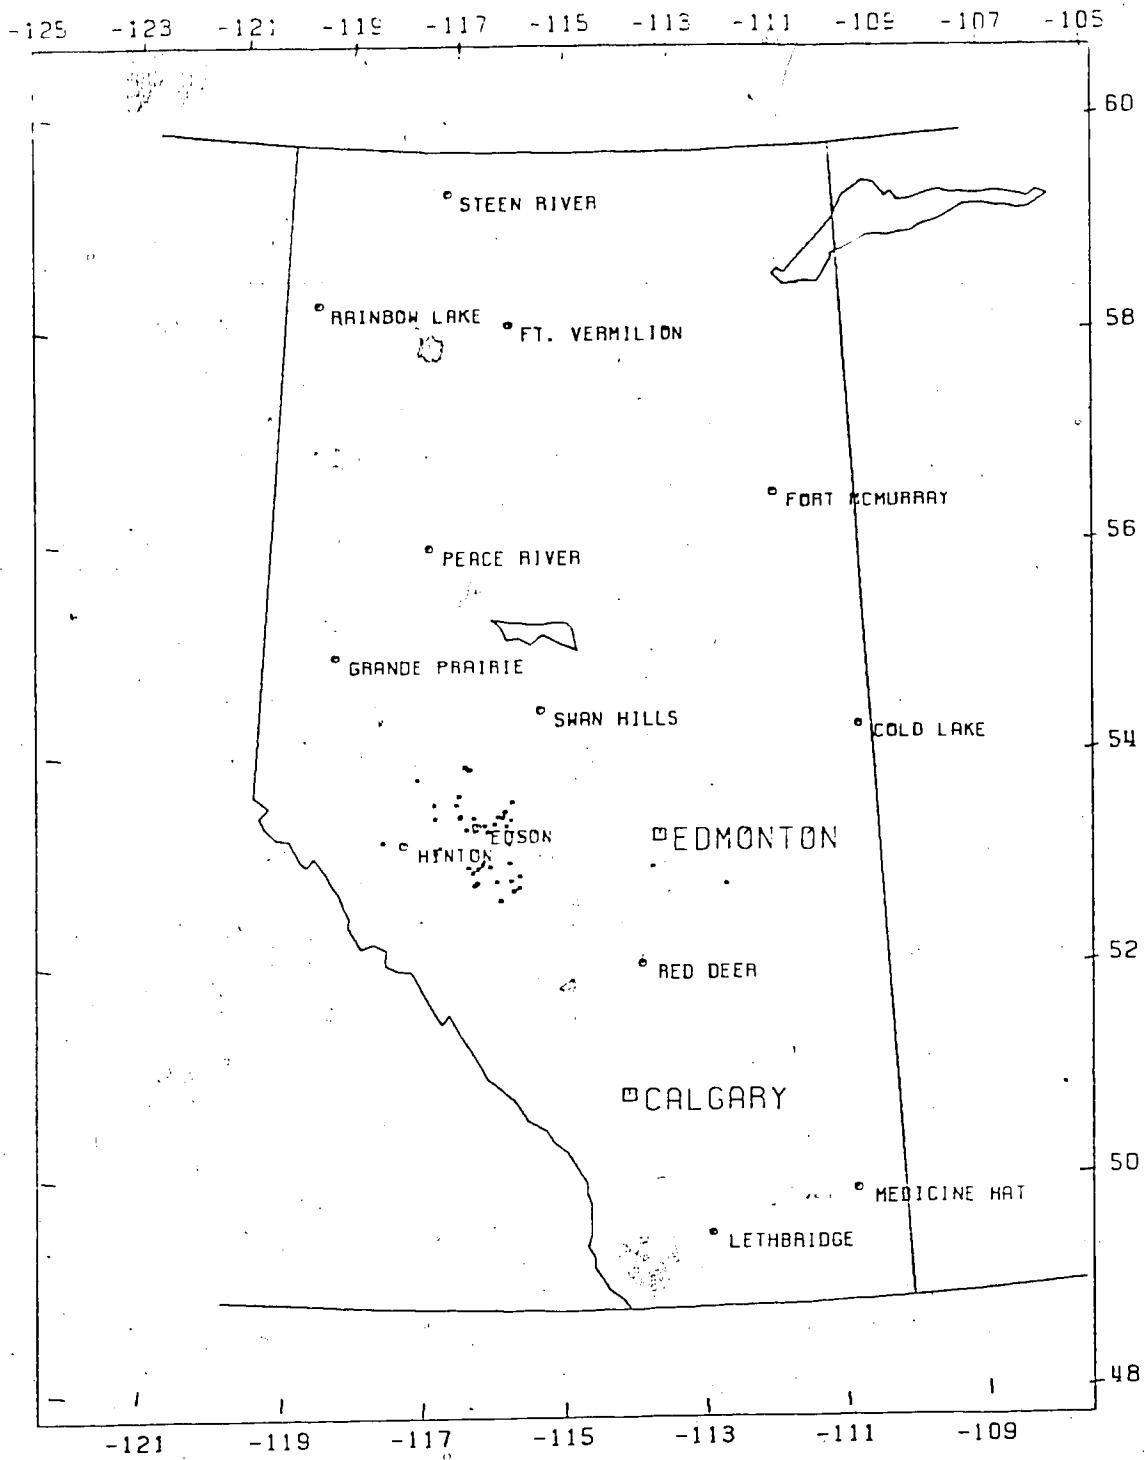 -125 -123 -121 -119 -117 -115 -113 -111 -109 -107 -105
60
STEEN RIVER
RAINBOW LAKE
FT. VERMILION
58
FORT MCMURRAY
56
PEACE RIVER
GRANDE PRAIRIE
SWAN HILLS
COLD LAKE
54
EDSON
EDMONTON
HINTON
52
RED DEER
CALGARY
50
MEDICINE HAT
LETHBRIDGE
48
-121 -119 -117 -115 -113 -111 -109